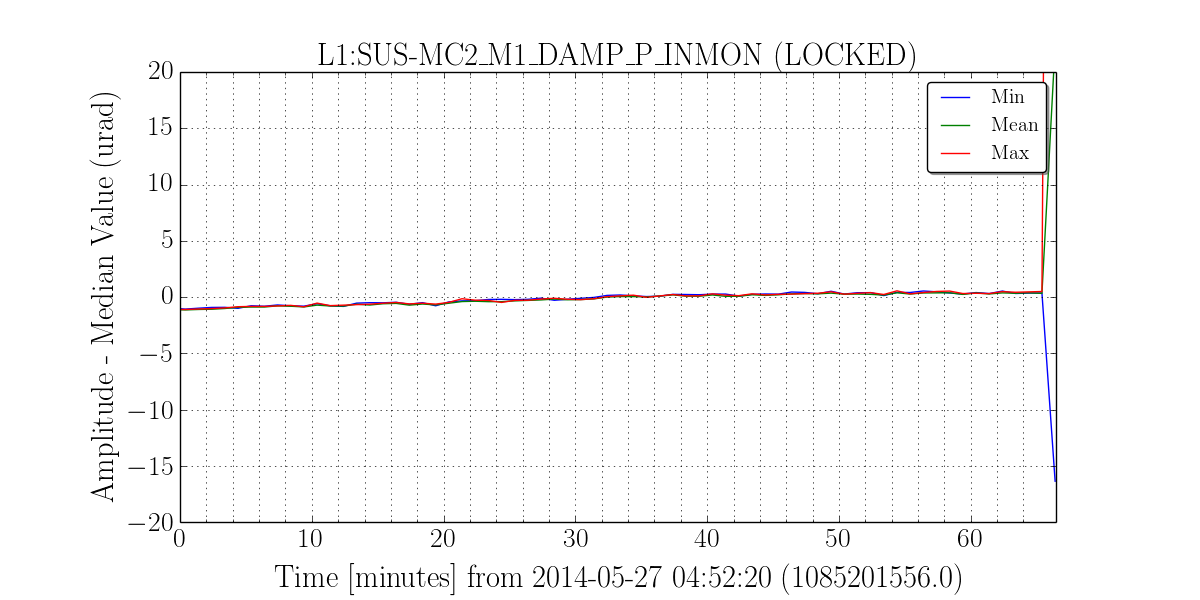 L1:SUS-MC2_M1_DAMP_P_INMON (LOCKED)
Amplitude - Median Value (urad)
20
15
10
5
0
−5
−10
−15
−20
Min
Mean
Max
0 10 20 30 40 50 60
Time [minutes] from 2014-05-27 04:52:20 (1085201556.0)